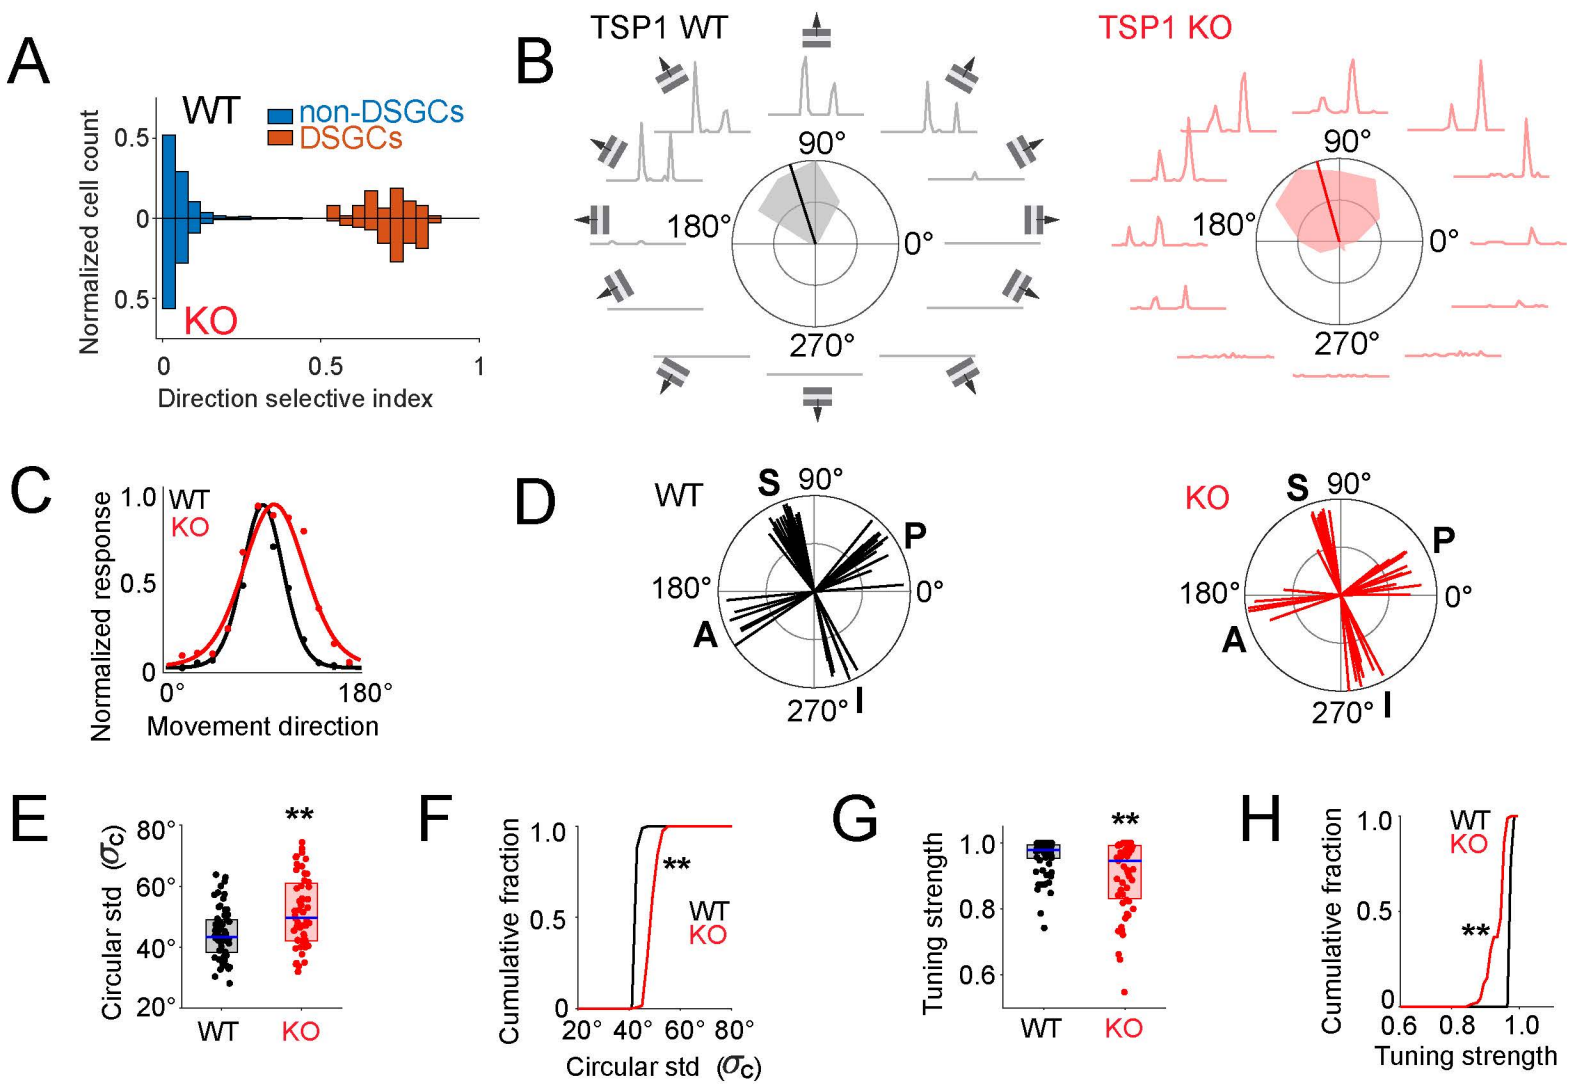 A
WT
non-DSGCs
DSGCs
Normalized cell count
0.5
0
0.5
KO
0
0.5
1
Direction selective index
B
TSP1 WT
TSP1 KO
90°
180°
0°
270°
90°
180°
0°
270°
C
WT
KO
Normalized response
1.0
0.5
0
0°
180°
Movement direction
D
WT
S
90°
P
180°
0°
A
270°
I
KO
S
90°
P
180°
0°
A
270°
I
E
**
Circular std (σC)
80°
60°
40°
20°
WT
KO
F
Cumulative fraction
1.0
0.5
0
**
WT
KO
20°
40°
60°
80°
Circular std (σC)
G
**
Tuning strength
1.0
0.8
0.6
WT
KO
H
WT
KO
Cumulative fraction
1.0
0.5
0
**
0.6
0.8
1.0
Tuning strength